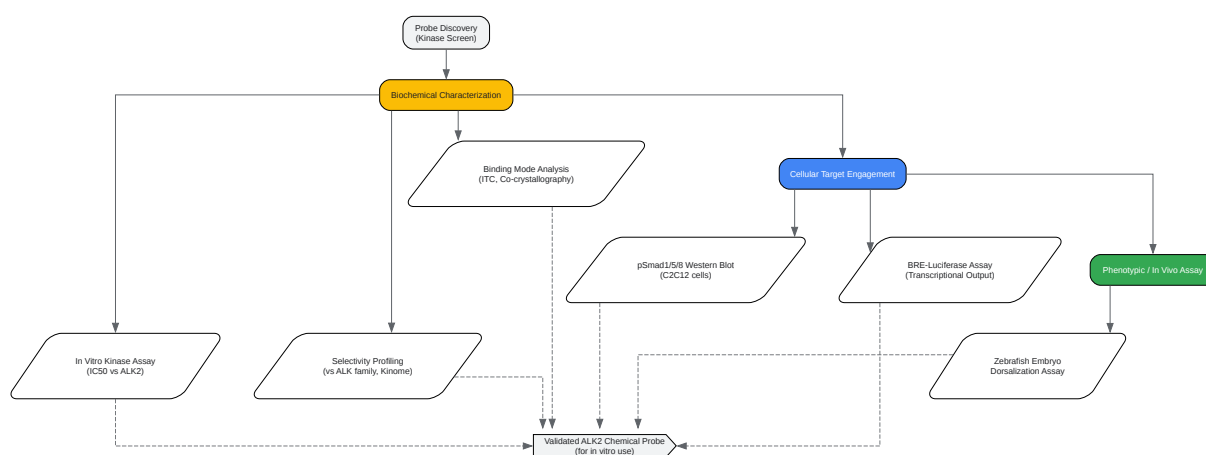 Probe Discovery
(Kinase Screen)
Biochemical Characterization
Binding Mode Analysis
(ITC, Co-crystallography)
Cellular Target Engagement
pSmad1/5/8 Western Blot
(C2C12 cells)
BRE-Luciferase Assay
(Transcriptional Output)
Phenotypic / In Vivo Assay
In Vitro Kinase Assay
(IC50 vs ALK2)
Selectivity Profiling
(vs ALK family, Kinome)
Zebrafish Embryo
Dorsalization Assay
Validated ALK2 Chemical Probe
(for in vitro use)